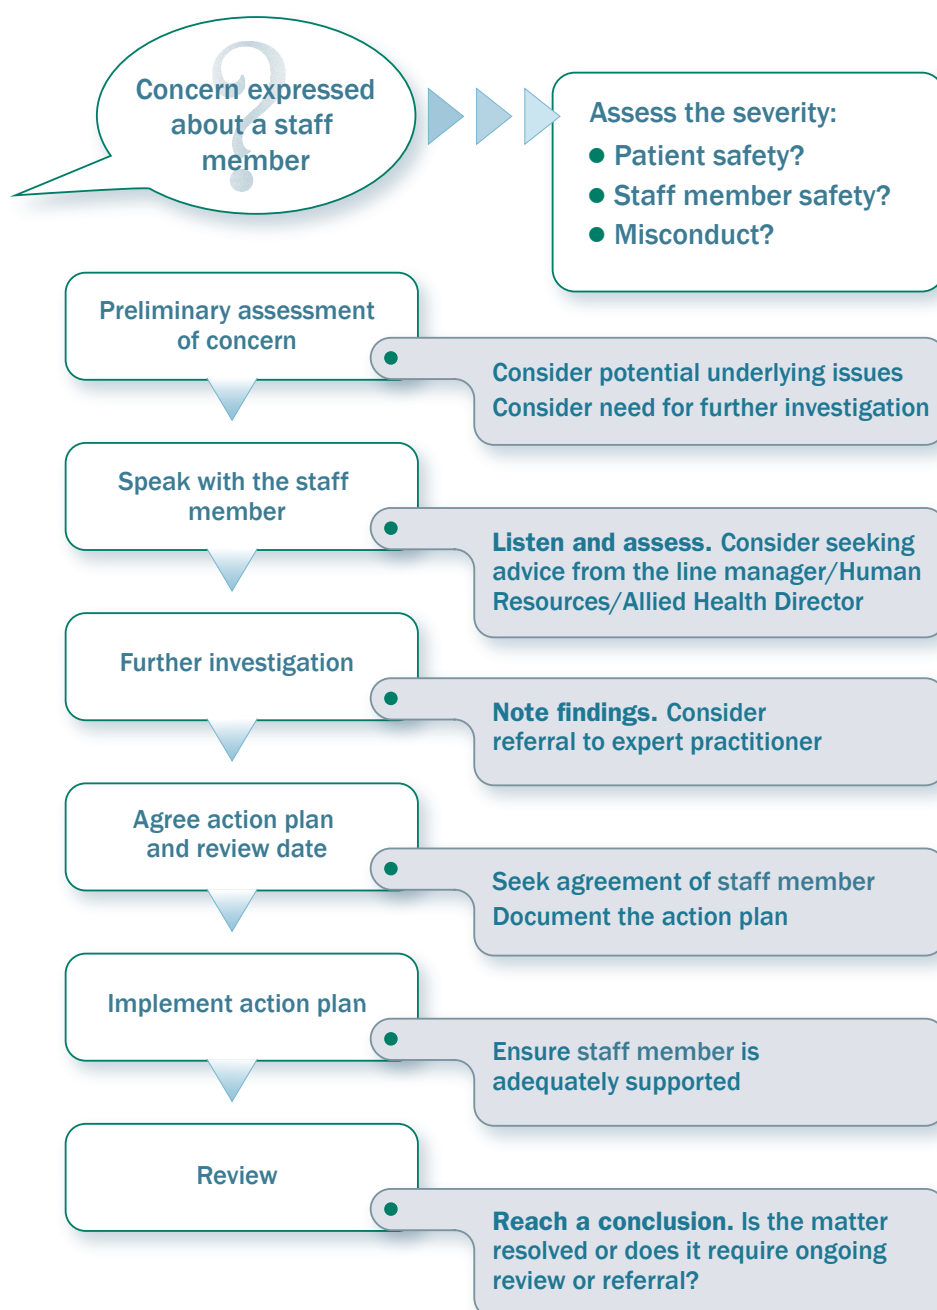 ?
Concern expressed
about a staff
member
Assess the severity:
● Patient safety?
● Staff member safety?
● Misconduct?
Preliminary assessment
of concern
Consider potential underlying issues
Consider need for further investigation
Speak with the staff
member
Listen and assess. Consider seeking
advice from the line manager/Human
Resources/Allied Health Director
Further investigation
Note findings. Consider
referral to expert practitioner
Agree action plan
and review date
Seek agreement of staff member
Document the action plan
Implement action plan
Ensure staff member is
adequately supported
Review
Reach a conclusion. Is the matter
resolved or does it require ongoing
review or referral?